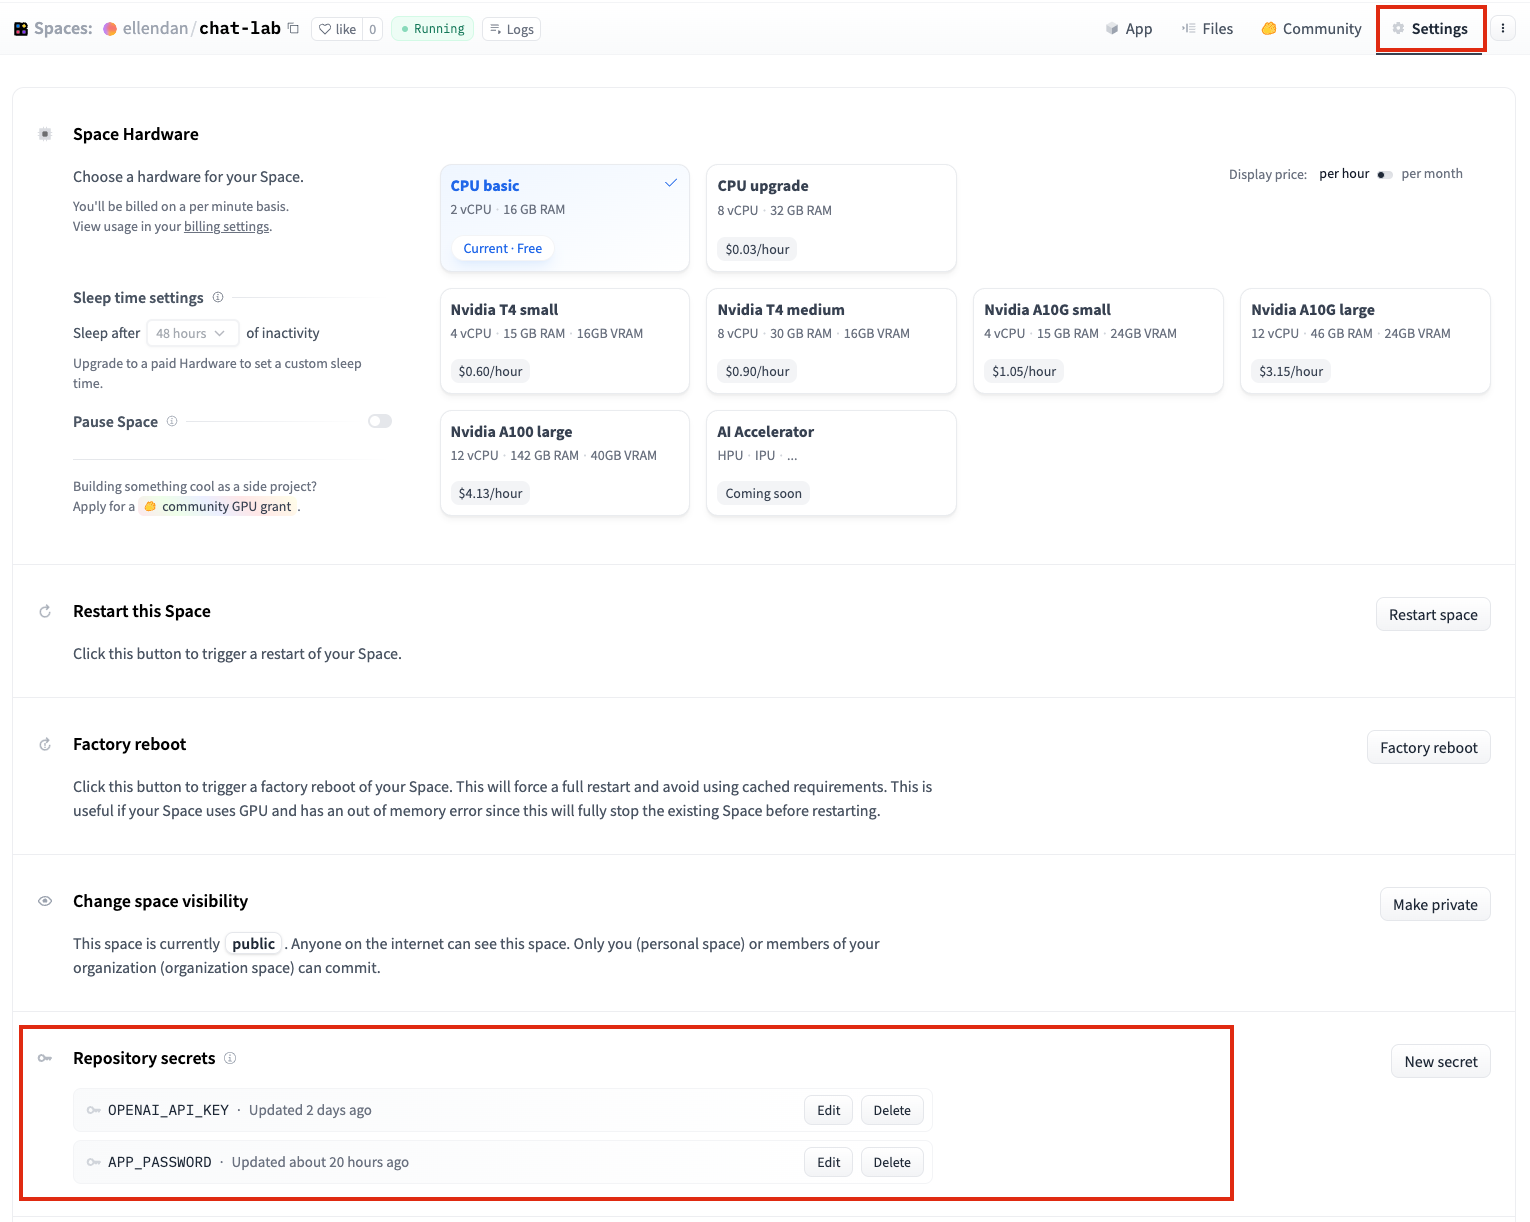 Spaces: ellendan/chat-lab like 0 Running Logs App Files Community Settings
Space Hardware
Choose a hardware for your Space.
You'll be billed on a per minute basis.
View usage in your billing settings.
Sleep time settings
Sleep after 48 hours of inactivity
Upgrade to a paid Hardware to set a custom sleep
time.
Pause Space
Building something cool as a side project?
Apply for a community GPU grant .
CPU basic
2 vCPU · 16 GB RAM
Current · Free
CPU upgrade
8 vCPU · 32 GB RAM
$0.03/hour
Display price: per hour per month
Nvidia T4 small
4 vCPU · 15 GB RAM · 16GB VRAM
$0.60/hour
Nvidia T4 medium
8 vCPU · 30 GB RAM · 16GB VRAM
$0.90/hour
Nvidia A10G small
4 vCPU · 15 GB RAM · 24GB VRAM
$1.05/hour
Nvidia A10G large
12 vCPU · 46 GB RAM · 24GB VRAM
$3.15/hour
Nvidia A100 large
12 vCPU · 142 GB RAM · 40GB VRAM
$4.13/hour
AI Accelerator
HPU · IPU · ...
Coming soon
Restart this Space
Restart space
Click this button to trigger a restart of your Space.
Factory reboot
Factory reboot
Click this button to trigger a factory reboot of your Space. This will force a full restart and avoid using cached requirements. This is
useful if your Space uses GPU and has an out of memory error since this will fully stop the existing Space before restarting.
Change space visibility
Make private
This space is currently public . Anyone on the internet can see this space. Only you (personal space) or members of your
organization (organization space) can commit.
Repository secrets
New secret
OPENAI_API_KEY · Updated 2 days ago Edit Delete
APP_PASSWORD · Updated about 20 hours ago Edit Delete